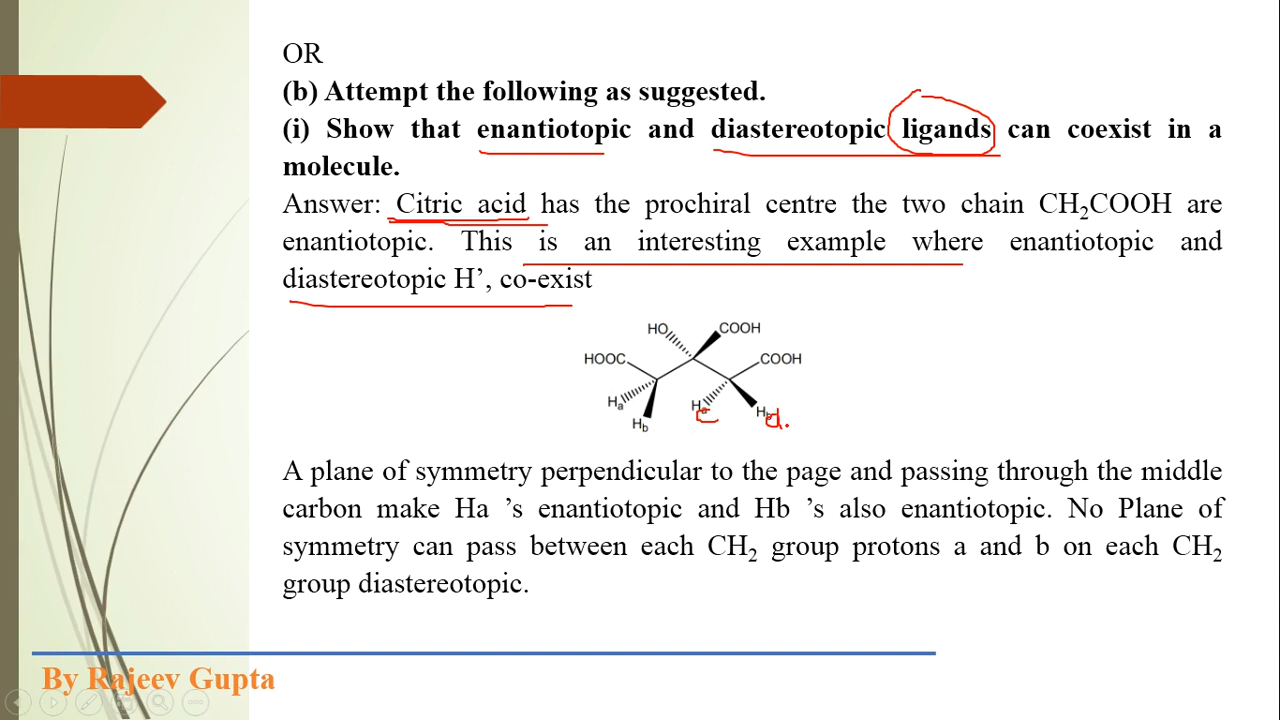 OR
(b) Attempt the following as suggested.
(i) Show that enantiotopic and diastereotopic ligands can coexist in a
molecule.
Answer: Citric acid has the prochiral centre the two chain CH₂COOH are
enantiotopic. This is an interesting example where enantiotopic and
diastereotopic H’, co-exist
HO COOH
HOOC COOH
Hₐ H c H d.
H_b
A plane of symmetry perpendicular to the page and passing through the middle
carbon make Ha ’s enantiotopic and Hb ’s also enantiotopic. No Plane of
symmetry can pass between each CH₂ group protons a and b on each CH₂
group diastereotopic.
By Rajeev Gupta